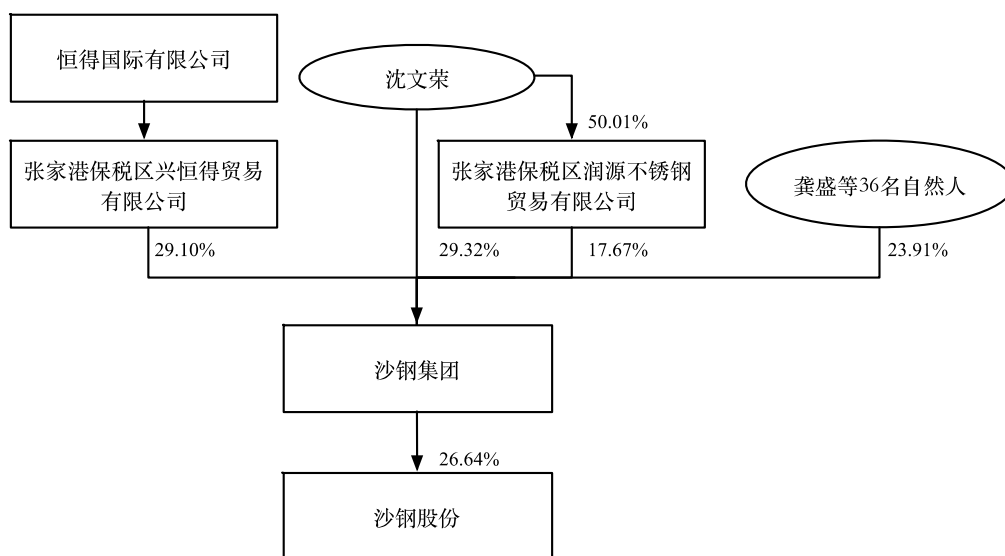 恒得国际有限公司
沈文荣
50.01%
张家港保税区兴恒得贸易
有限公司
张家港保税区润源不锈钢
贸易有限公司
龚盛等36名自然人
29.10%
29.32%
17.67%
23.91%
沙钢集团
26.64%
沙钢股份